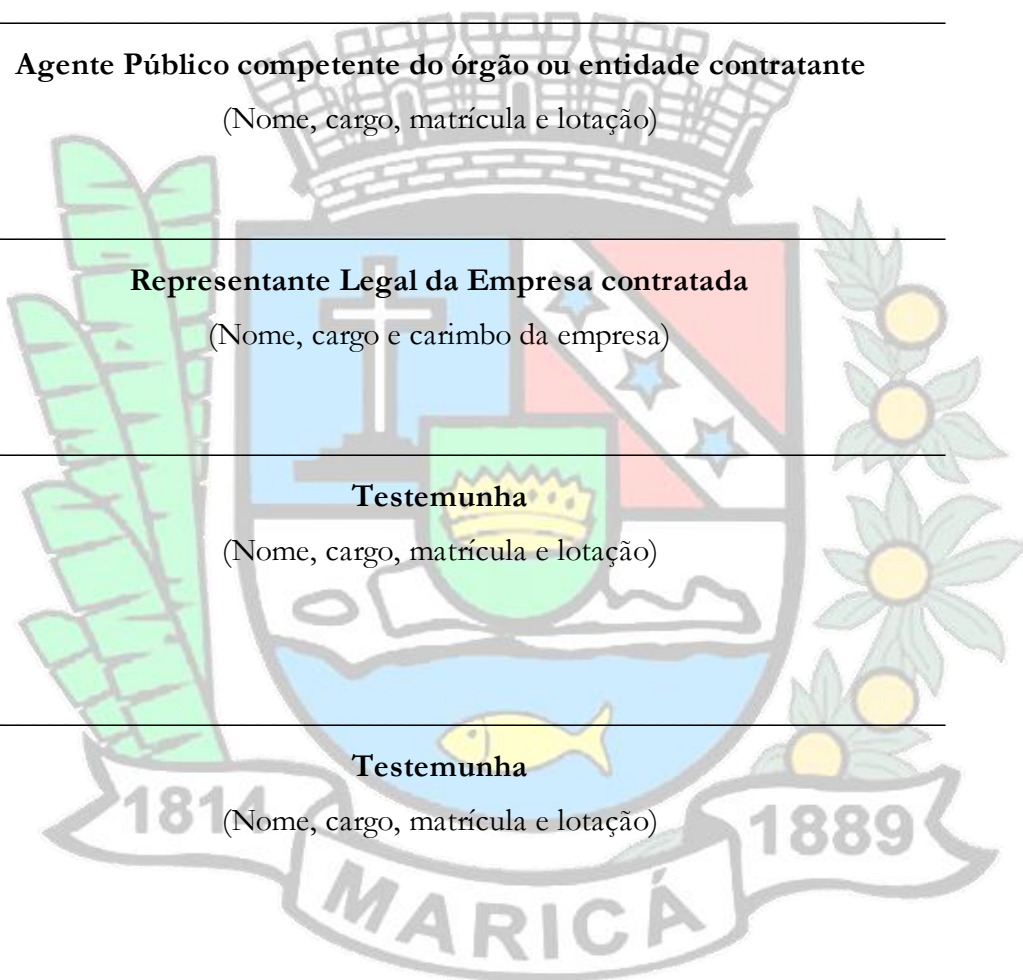 Agente Público competente do órgão ou entidade contratante
(Nome, cargo, matrícula e lotação)
Representante Legal da Empresa contratada
(Nome, cargo e carimbo da empresa)
Testemunha
(Nome, cargo, matrícula e lotação)
Testemunha
(Nome, cargo, matrícula e lotação)
1814
1889
MARICÁ